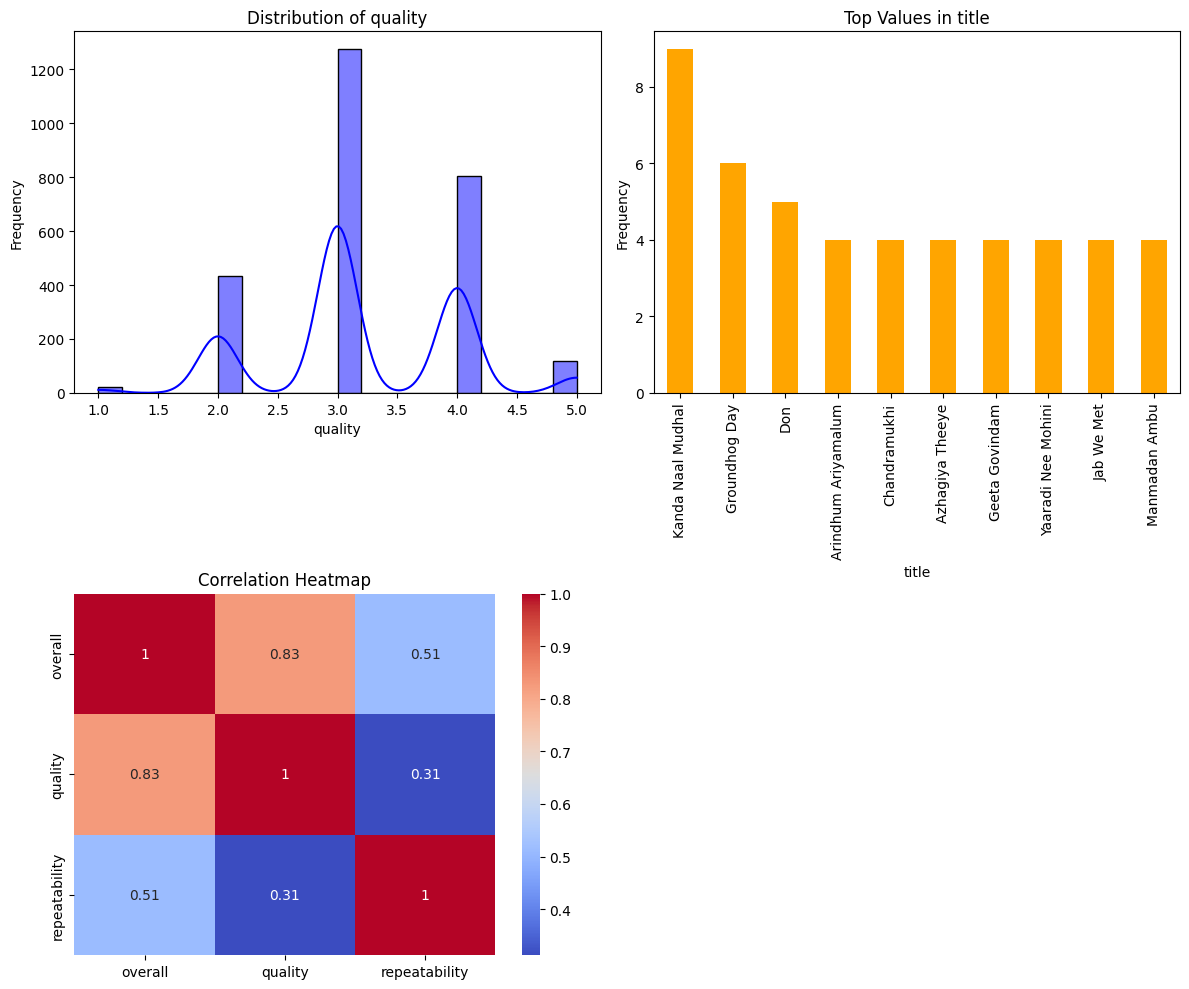 Distribution of quality
Frequency
1200
1000
800
600
400
200
0
1.0 1.5 2.0 2.5 3.0 3.5 4.0 4.5 5.0
quality
Top Values in title
Frequency
8
6
4
2
0
Kanda Naal Mudhal
Groundhog Day
Don
Arindhum Ariyamalum
Chandramukhi
Azhagiya Theeye
Geeta Govindam
Yaaradi Nee Mohini
Jab We Met
Manmadan Ambu
title
Correlation Heatmap
overall
1 0.83 0.51
quality
0.83 1 0.31
repeatability
0.51 0.31 1
overall quality repeatability
1.0
0.9
0.8
0.7
0.6
0.5
0.4